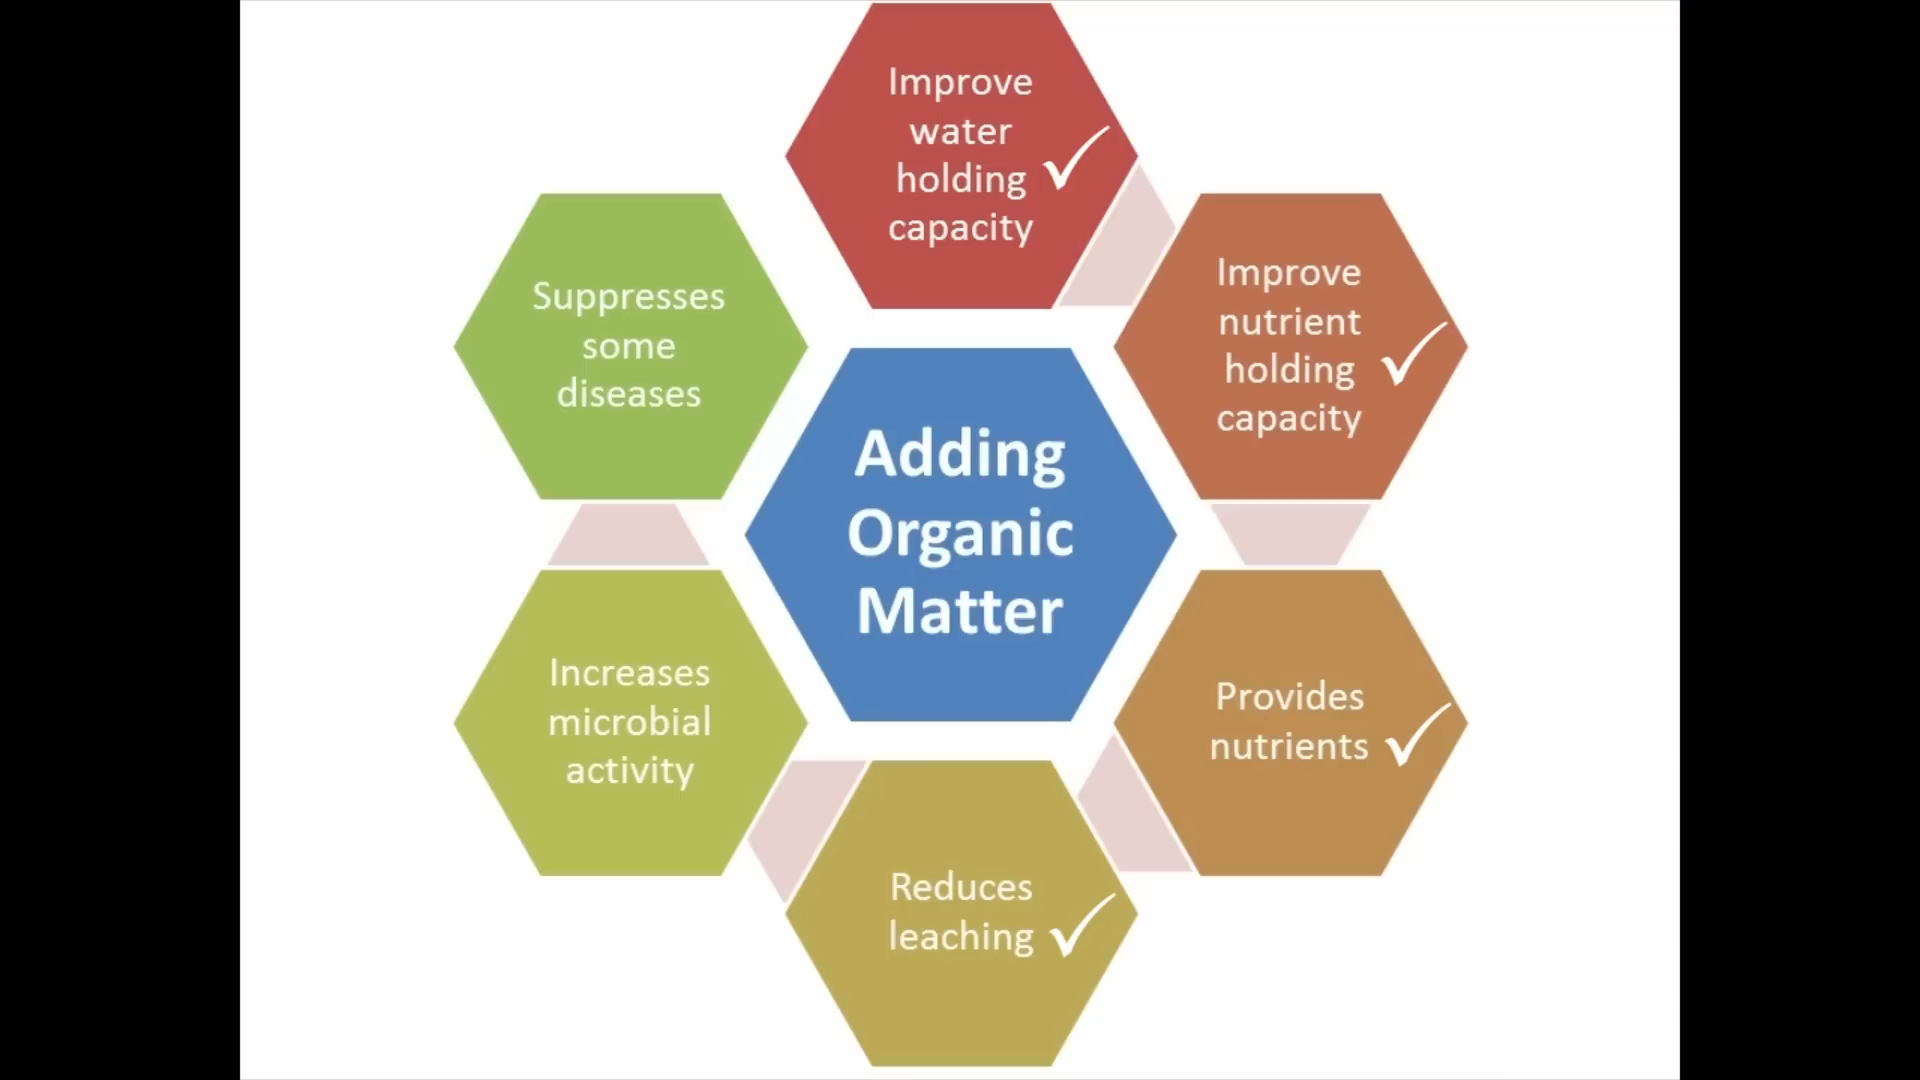 Improve
water
holding
capacity
Improve
nutrient
holding
capacity
Provides
nutrients
Reduces
leaching
Increases
microbial
activity
Suppresses
some
diseases
Adding
Organic
Matter